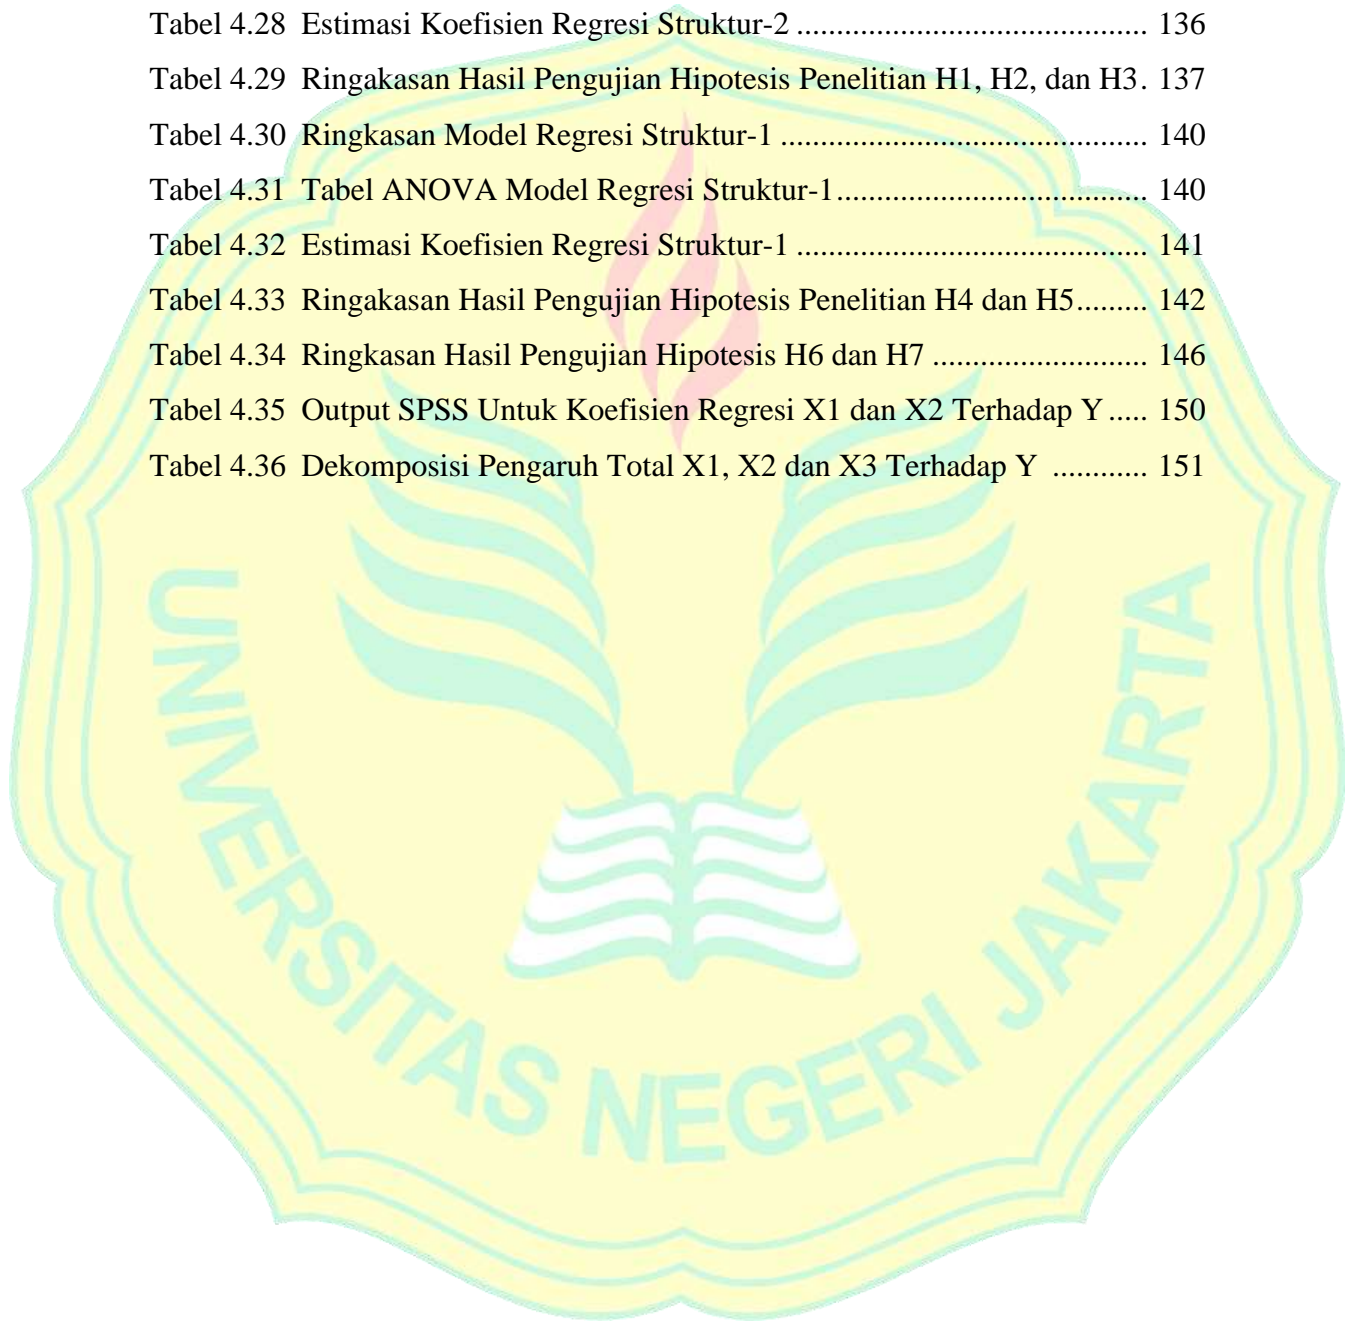 Tabel 4.28  Estimasi Koefisien Regresi Struktur-2 ........................................... 136
Tabel 4.29  Ringakasan Hasil Pengujian Hipotesis Penelitian H1, H2, dan H3. 137
Tabel 4.30  Ringkasan Model Regresi Struktur-1 ............................................. 140
Tabel 4.31  Tabel ANOVA Model Regresi Struktur-1...................................... 140
Tabel 4.32  Estimasi Koefisien Regresi Struktur-1 ........................................... 141
Tabel 4.33  Ringakasan Hasil Pengujian Hipotesis Penelitian H4 dan H5......... 142
Tabel 4.34  Ringkasan Hasil Pengujian Hipotesis H6 dan H7 .......................... 146
Tabel 4.35  Output SPSS Untuk Koefisien Regresi X1 dan X2 Terhadap Y ..... 150
Tabel 4.36  Dekomposisi Pengaruh Total X1, X2 dan X3 Terhadap Y  ............ 151
UNIVERSITAS NEGERI JAKARTA